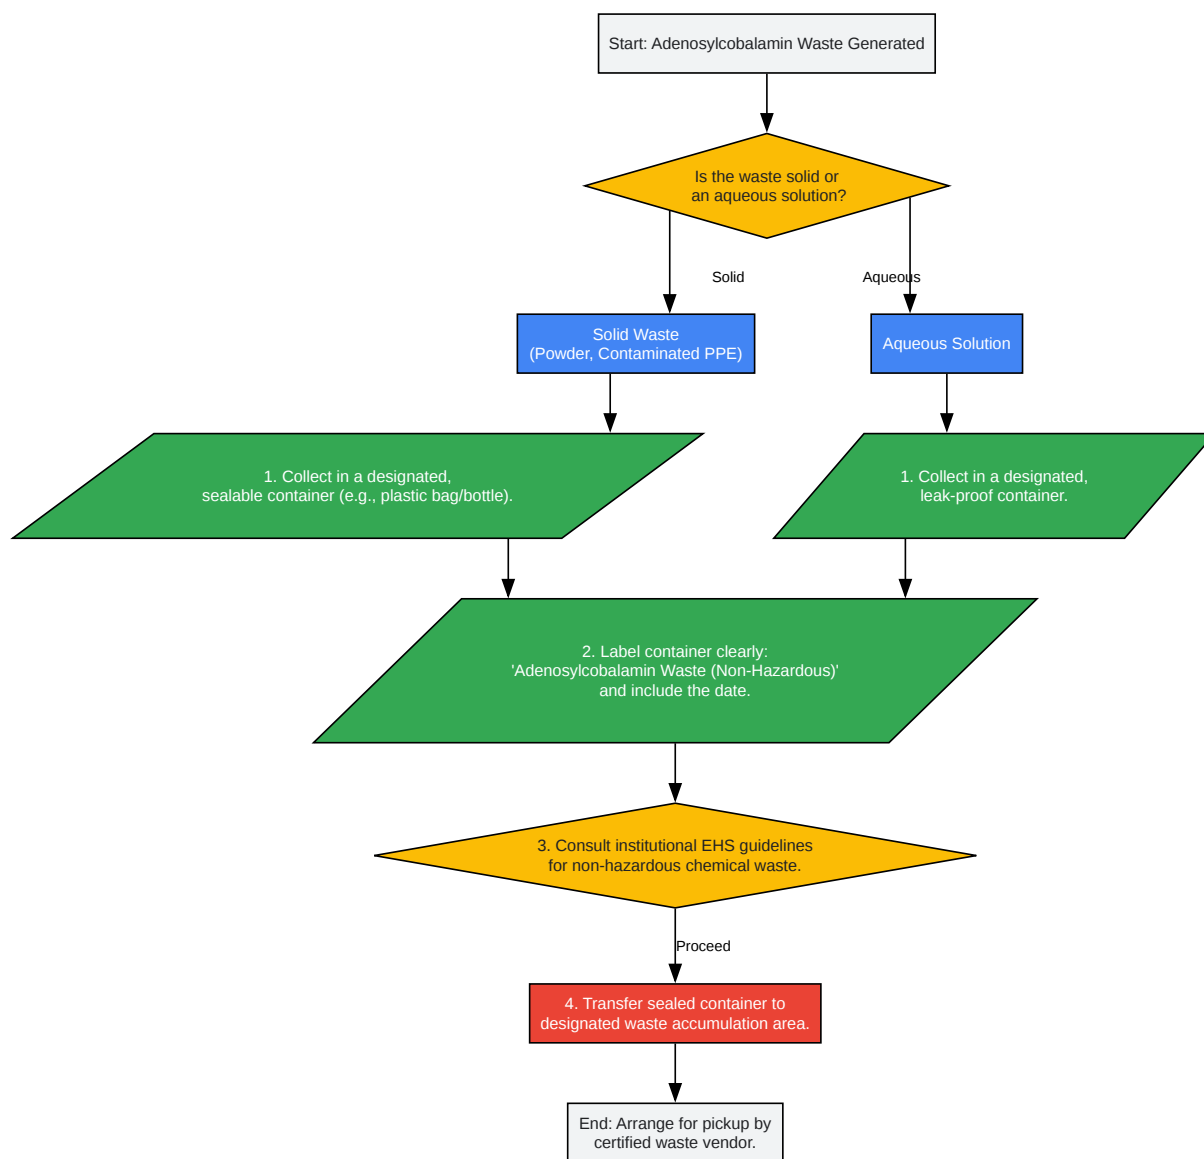 Start: Adenosylcobalamin Waste Generated
Is the waste solid or
an aqueous solution?
Solid
Aqueous
Solid Waste
(Powder, Contaminated PPE)
Aqueous Solution
1. Collect in a designated,
sealable container (e.g., plastic bag/bottle).
1. Collect in a designated,
leak-proof container.
2. Label container clearly:
'Adenosylcobalamin Waste (Non-Hazardous)'
and include the date.
3. Consult institutional EHS guidelines
for non-hazardous chemical waste.
Proceed
4. Transfer sealed container to
designated waste accumulation area.
End: Arrange for pickup by
certified waste vendor.